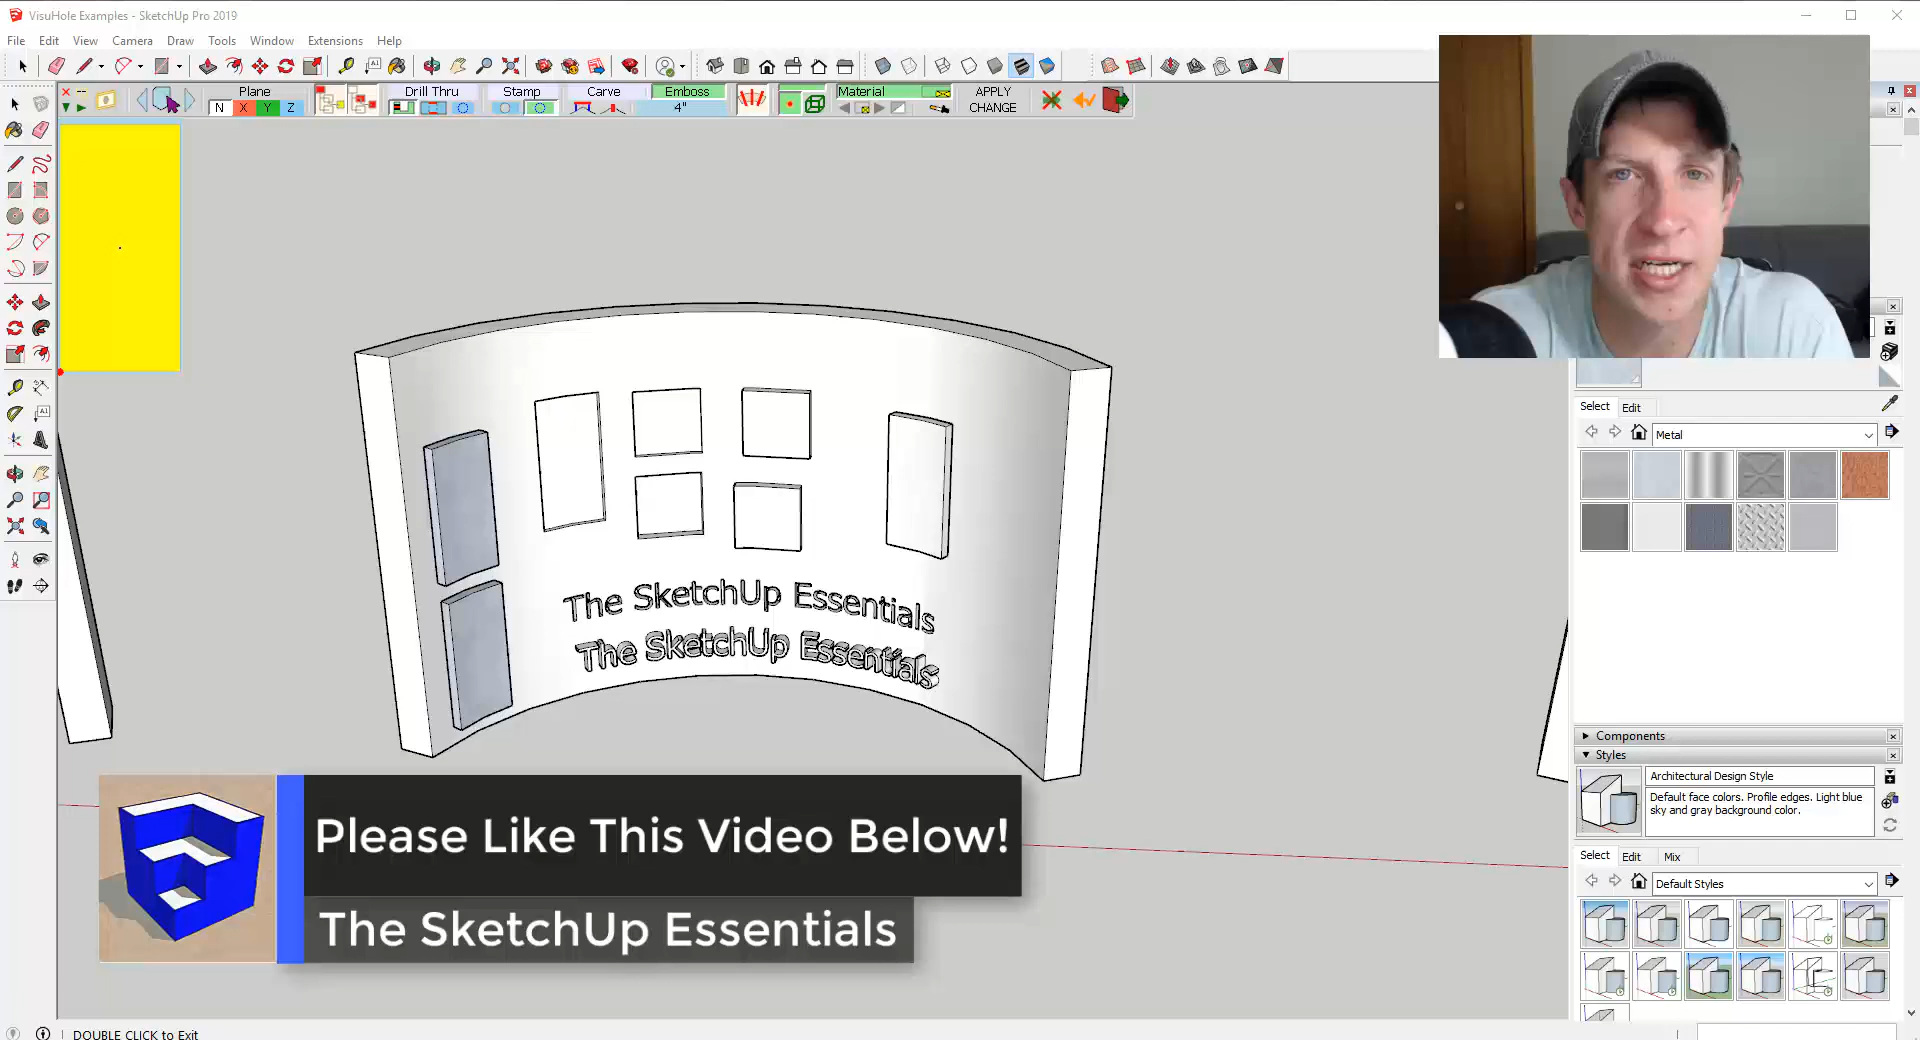 VisuHole Examples - SketchUp Pro 2019
File Edit View Camera Draw Tools Window Extensions Help
Plane Drill Thru Stamp Carve Emboss Material APPLY
N X Y Z 4" CHANGE
The SketchUp Essentials
The SketchUp Essentials
Select Edit
Metal
Components
Styles
Architectural Design Style
Default face colors. Profile edges. Light blue
sky and gray background color.
Select Edit Mix
Default Styles
Please Like This Video Below!
The SketchUp Essentials
DOUBLE CLICK to Exit